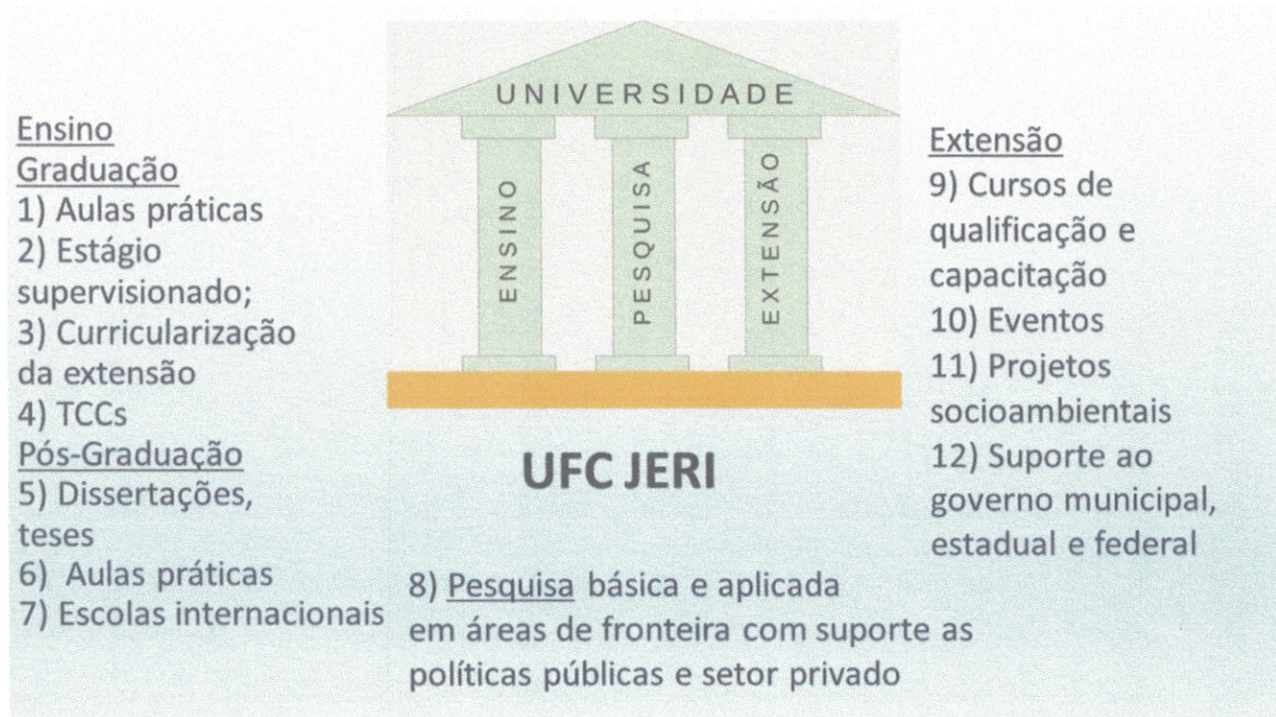 UNIVERSIDADE
ENSINO
PESQUISA
EXTENSÃO
Ensino
Graduação
1) Aulas práticas
2) Estágio
supervisionado;
3) Curricularização
da extensão
4) TCCs
Pós-Graduação
5) Dissertações,
teses
6) Aulas práticas
7) Escolas internacionais
UFC JERI
8) Pesquisa básica e aplicada
em áreas de fronteira com suporte as
políticas públicas e setor privado
Extensão
9) Cursos de
qualificação e
capacitação
10) Eventos
11) Projetos
socioambientais
12) Suporte ao
governo municipal,
estadual e federal